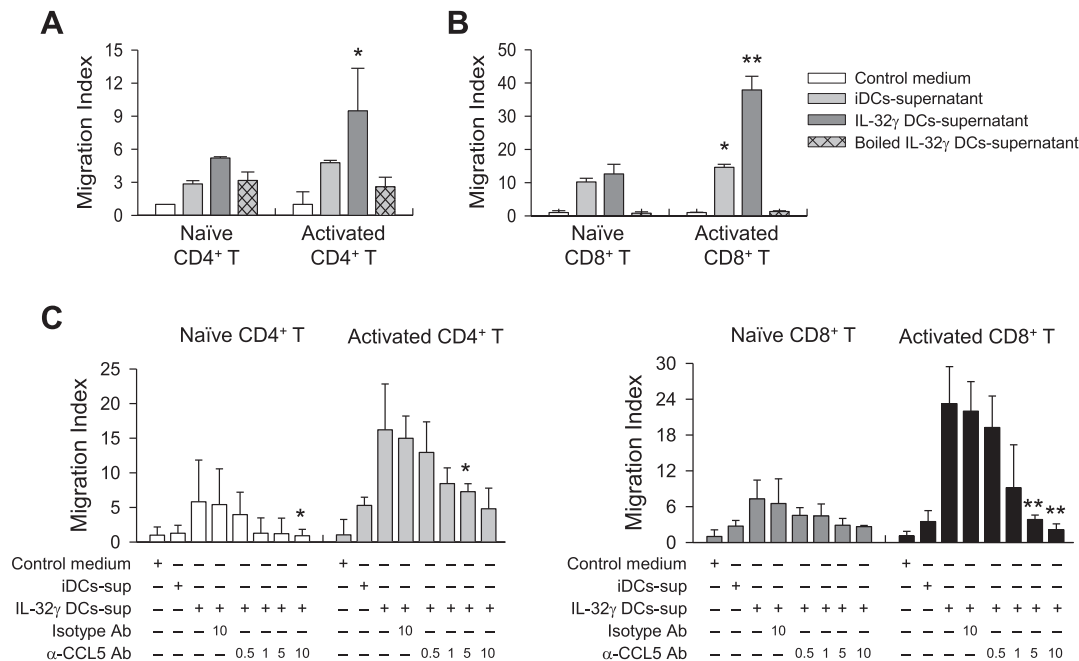 A
Migration Index
15
12
9
6
3
0
*
Naïve
CD4⁺ T
Activated
CD4⁺ T
B
Migration Index
50
40
30
20
10
0
*
**
Naïve
CD8⁺ T
Activated
CD8⁺ T
Control medium
iDCs-supernatant
IL-32γ DCs-supernatant
Boiled IL-32γ DCs-supernatant
C
Naïve CD4⁺ T Activated CD4⁺ T
Migration Index
25
20
15
10
5
0
* *
Control medium + – – – – – – – + – – – – – – –
iDCs-sup – + – – – – – – – + – – – – – –
IL-32γ DCs-sup – – + + + + + + – – + + + + + +
Isotype Ab – – – 10 – – – – – – – 10 – – – –
α-CCL5 Ab – – – – 0.5 1 5 10 – – – – 0.5 1 5 10
Naïve CD8⁺ T Activated CD8⁺ T
Migration Index
30
24
18
12
6
0
** **
Control medium + – – – – – – – + – – – – – – –
iDCs-sup – + – – – – – – – + – – – – – –
IL-32γ DCs-sup – – + + + + + + – – + + + + + +
Isotype Ab – – – 10 – – – – – – – 10 – – – –
α-CCL5 Ab – – – – 0.5 1 5 10 – – – – 0.5 1 5 10